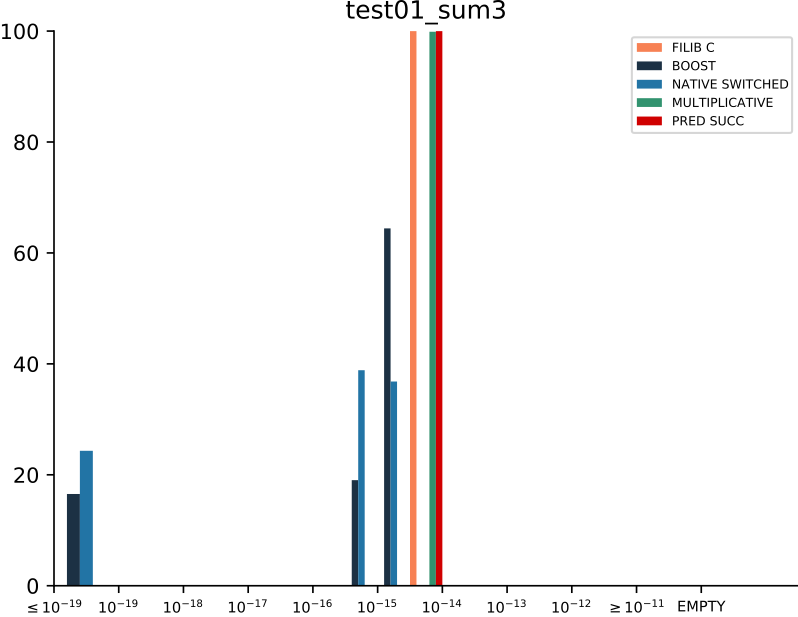 test01_sum3
100
80
60
40
20
0
FILIB C
BOOST
NATIVE SWITCHED
MULTIPLICATIVE
PRED SUCC
≤ 10⁻¹⁹ 10⁻¹⁹ 10⁻¹⁸ 10⁻¹⁷ 10⁻¹⁶ 10⁻¹⁵ 10⁻¹⁴ 10⁻¹³ 10⁻¹² ≥ 10⁻¹¹ EMPTY